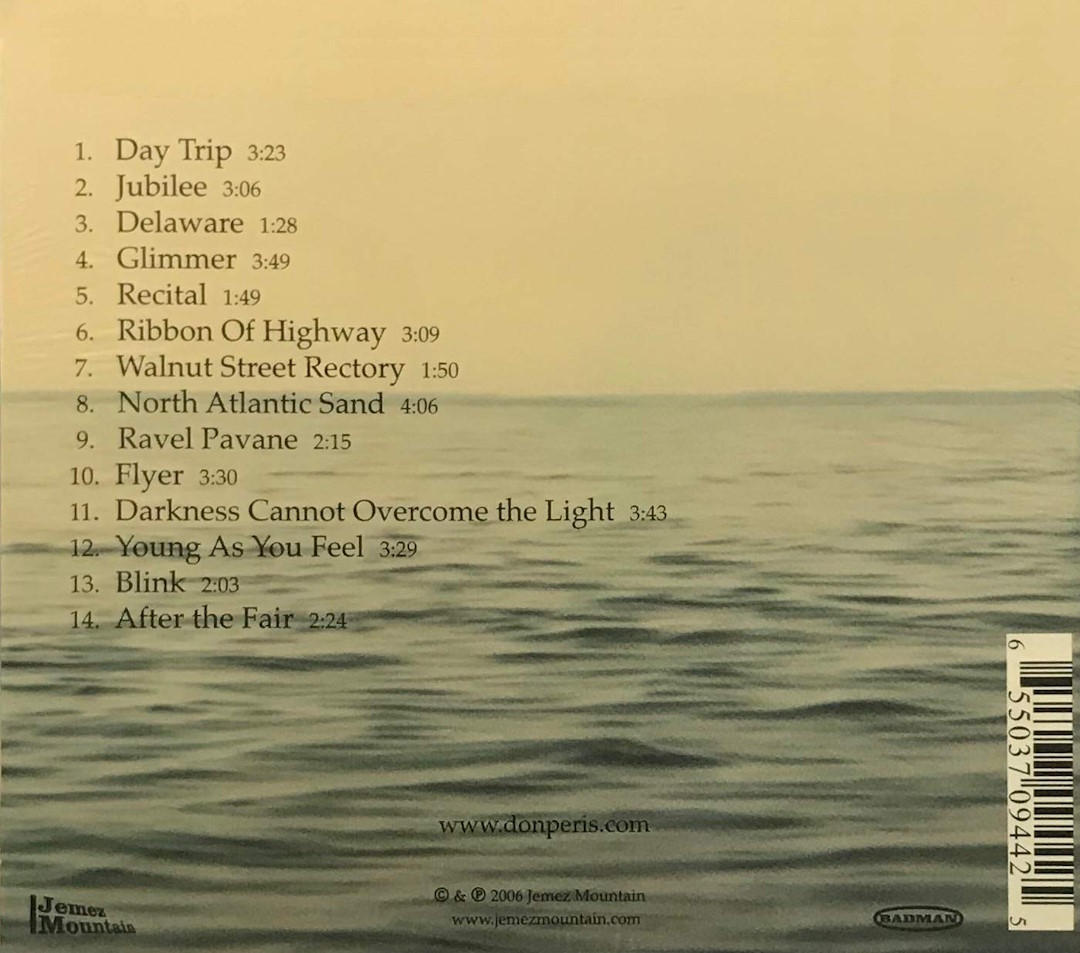 1. Day Trip 3:23
2. Jubilee 3:06
3. Delaware 1:28
4. Glimmer 3:49
5. Recital 1:49
6. Ribbon Of Highway 3:09
7. Walnut Street Rectory 1:50
8. North Atlantic Sand 4:06
9. Ravel Pavane 2:15
10. Flyer 3:30
11. Darkness Cannot Overcome the Light 3:43
12. Young As You Feel 3:29
13. Blink 2:03
14. After the Fair 2:24
6 55037 09442 5
www.donperis.com
© & ℗ 2006 Jemez Mountain
www.jemezmountain.com
Jemez
Mountain
BADMAN